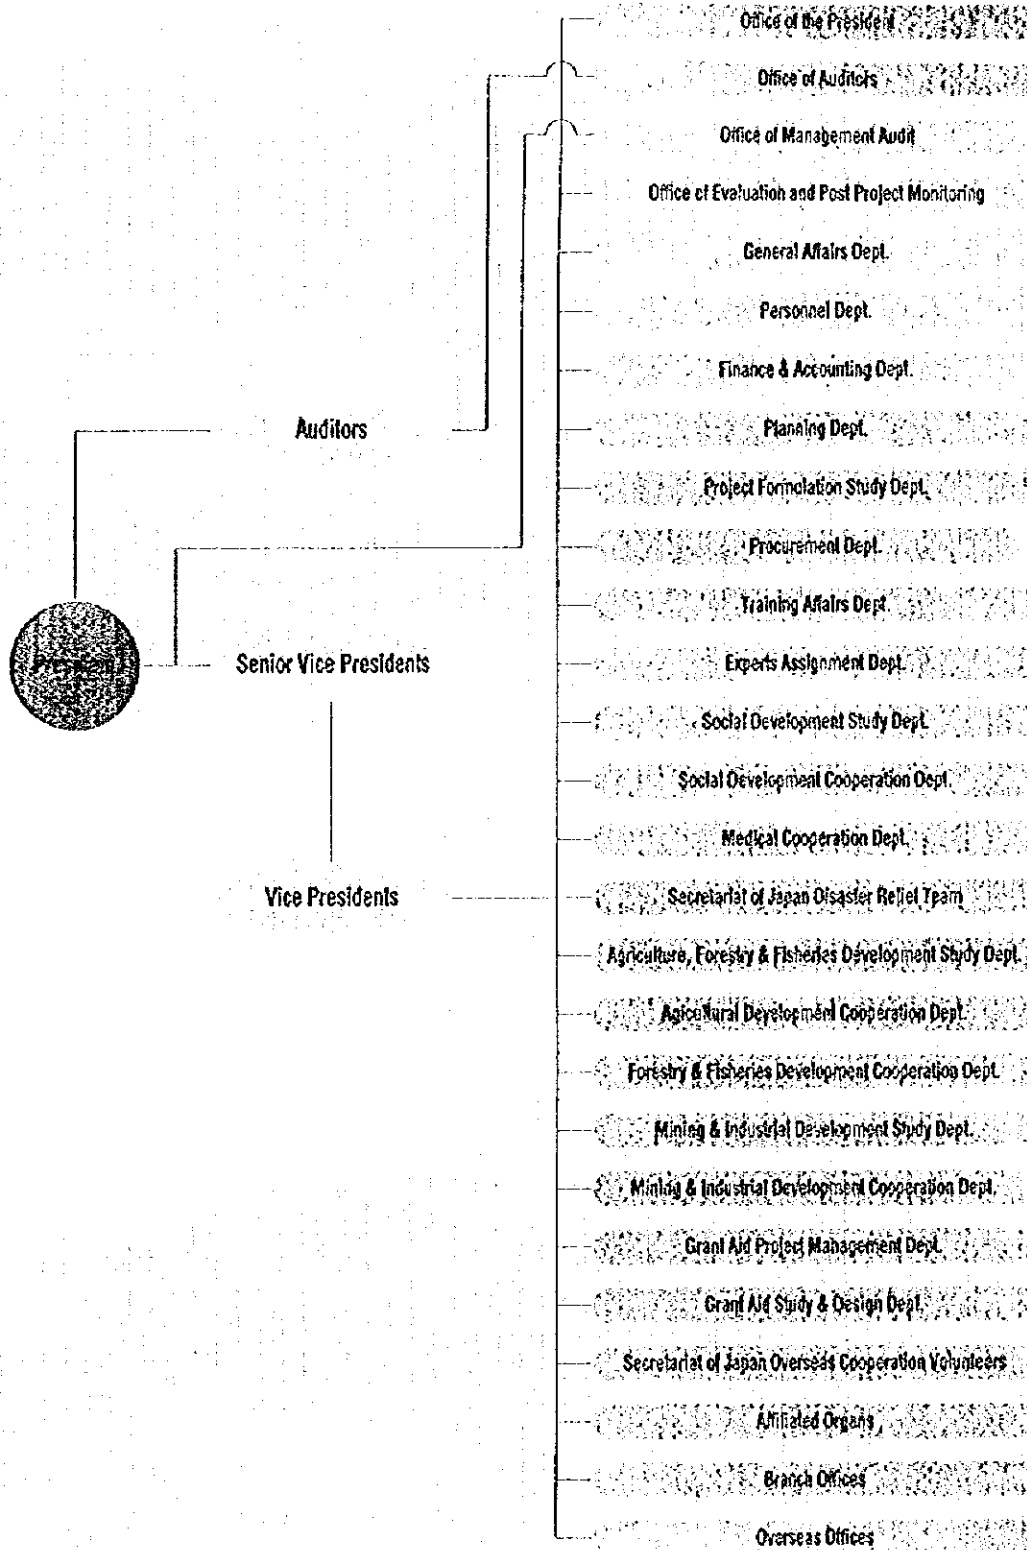 Office of the President
Office of Auditors
Office of Management Audit
Office of Evaluation and Post Project Monitoring
General Affairs Dept.
Personnel Dept.
Finance & Accounting Dept.
Auditors
Planning Dept.
Project Formulation Study Dept.
Procurement Dept.
Training Affairs Dept.
President
Senior Vice Presidents
Experts Assignment Dept.
Social Development Study Dept.
Social Development Cooperation Dept.
Medical Cooperation Dept.
Vice Presidents
Secretariat of Japan Disaster Relief Team
Agriculture, Forestry & Fisheries Development Study Dept.
Agicultural Development Cooperation Dept.
Forestry & Fisheries Development Cooperation Dept.
Mining & Industrial Development Study Dept.
Mining & Industrial Development Cooperation Dept.
Grant Aid Project Management Dept.
Grant Aid Study & Design Dept.
Secretariat of Japan Overseas Cooperation Volunteers
Affiliated Organs
Branch Offices
Overseas Offices